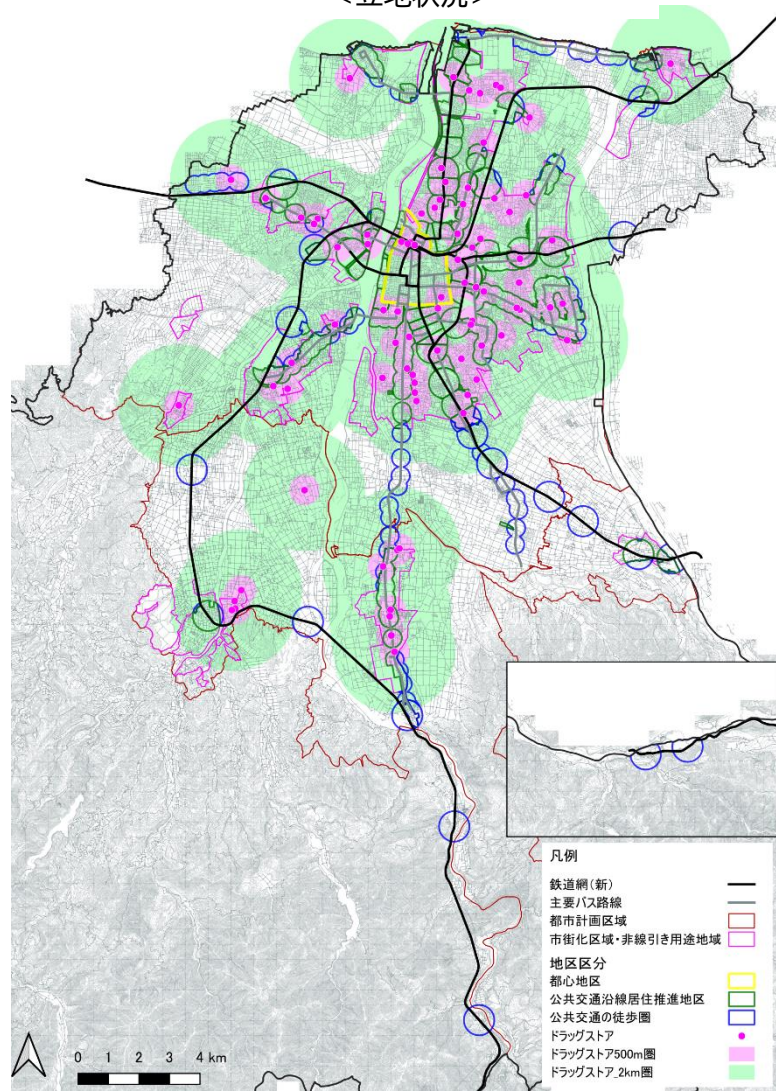 <立地状況>
0 1 2 3 4 km
凡例
鉄道網(新)
主要バス路線
都市計画区域
市街化区域・非線引き用途地域
地区区分
都心地区
公共交通沿線居住推進地区
公共交通の徒歩圏
ドラッグストア
ドラッグストア500m圏
ドラッグストア_2km圏